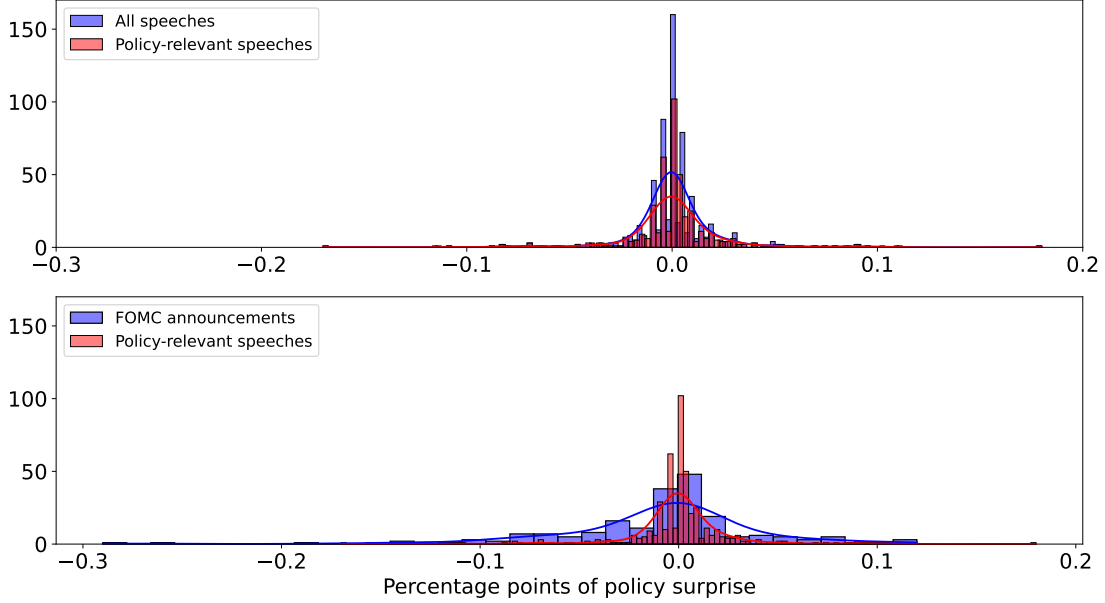 150
100
50
0
All speeches
Policy-relevant speeches
−0.3 −0.2 −0.1 0.0 0.1 0.2
150
100
50
0
FOMC announcements
Policy-relevant speeches
−0.3 −0.2 −0.1 0.0 0.1 0.2
Percentage points of policy surprise